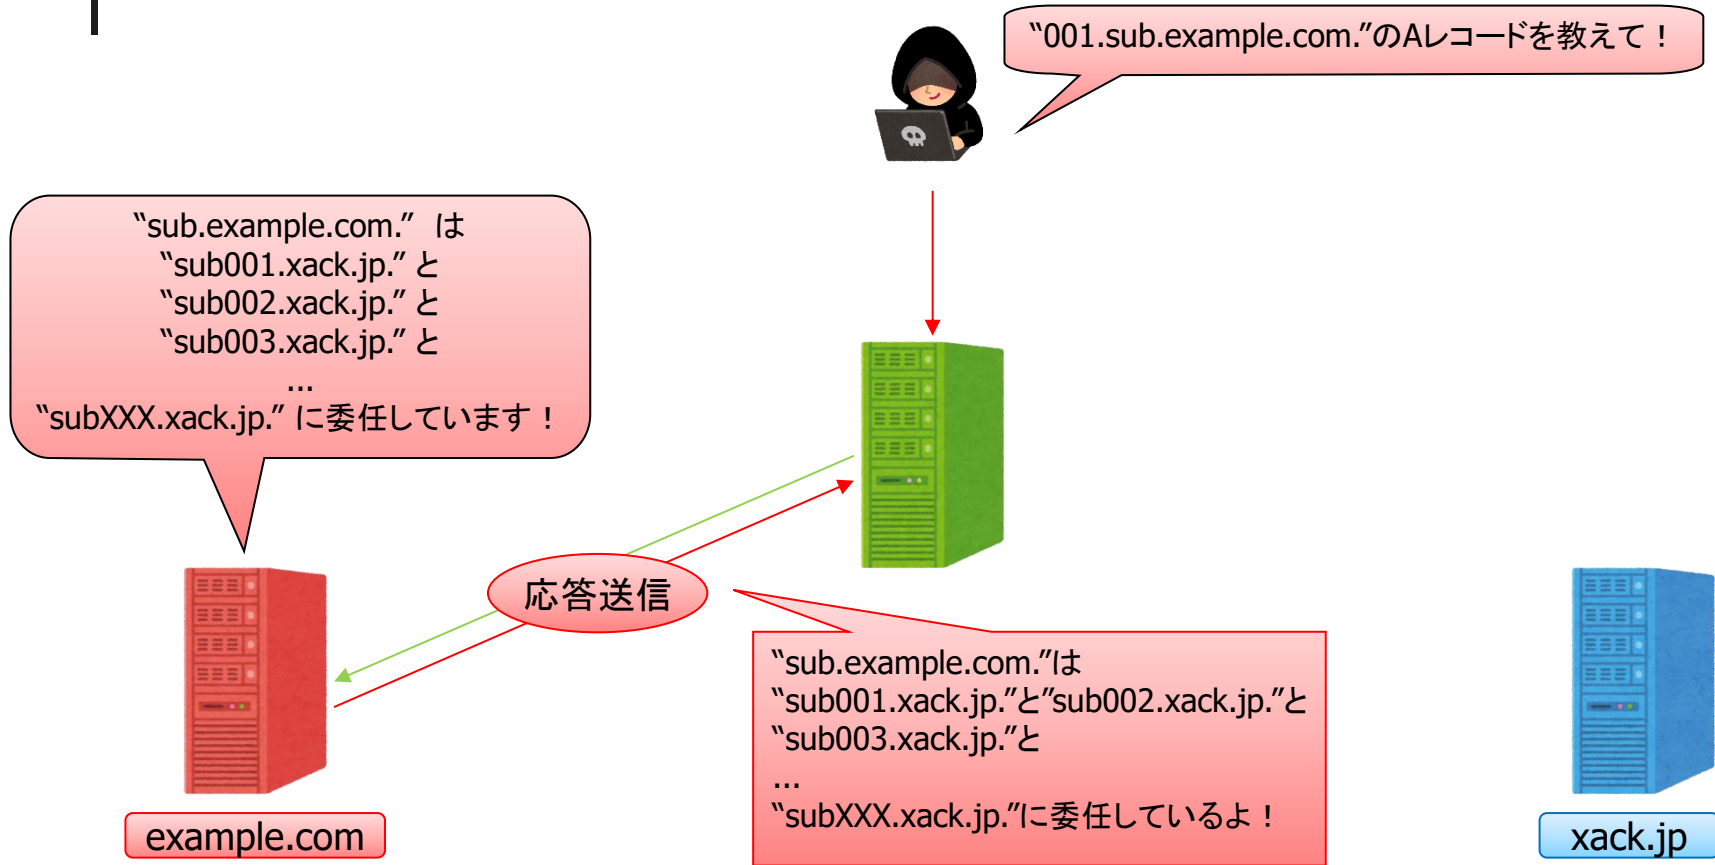 “001.sub.example.com.”のAレコードを教えて！
“sub.example.com.” は
“sub001.xack.jp.” と
“sub002.xack.jp.” と
“sub003.xack.jp.” と
...
“subXXX.xack.jp.” に委任しています！
応答送信
“sub.example.com.”は
“sub001.xack.jp.”と”sub002.xack.jp.”と
“sub003.xack.jp.”と
...
“subXXX.xack.jp.”に委任しているよ！
example.com
xack.jp